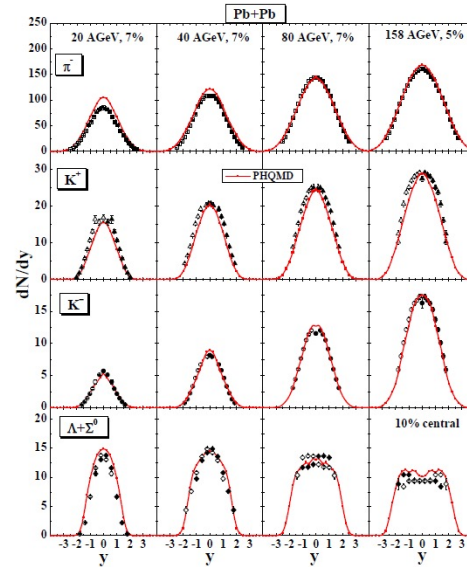 Pb+Pb
250
20 AGeV, 7% 40 AGeV, 7% 80 AGeV, 7% 158 AGeV, 5%
200
π⁻
150
100
50
0
30
K⁺
PHQMD
20
10
0
dN/dy
15
K⁻
10
5
0
20
Λ+Σ⁰
10% central
15
10
5
0
-3 -2 -1 0 1 2 3 -3 -2 -1 0 1 2 3 -3 -2 -1 0 1 2 3 -3 -2 -1 0 1 2 3
y y y y